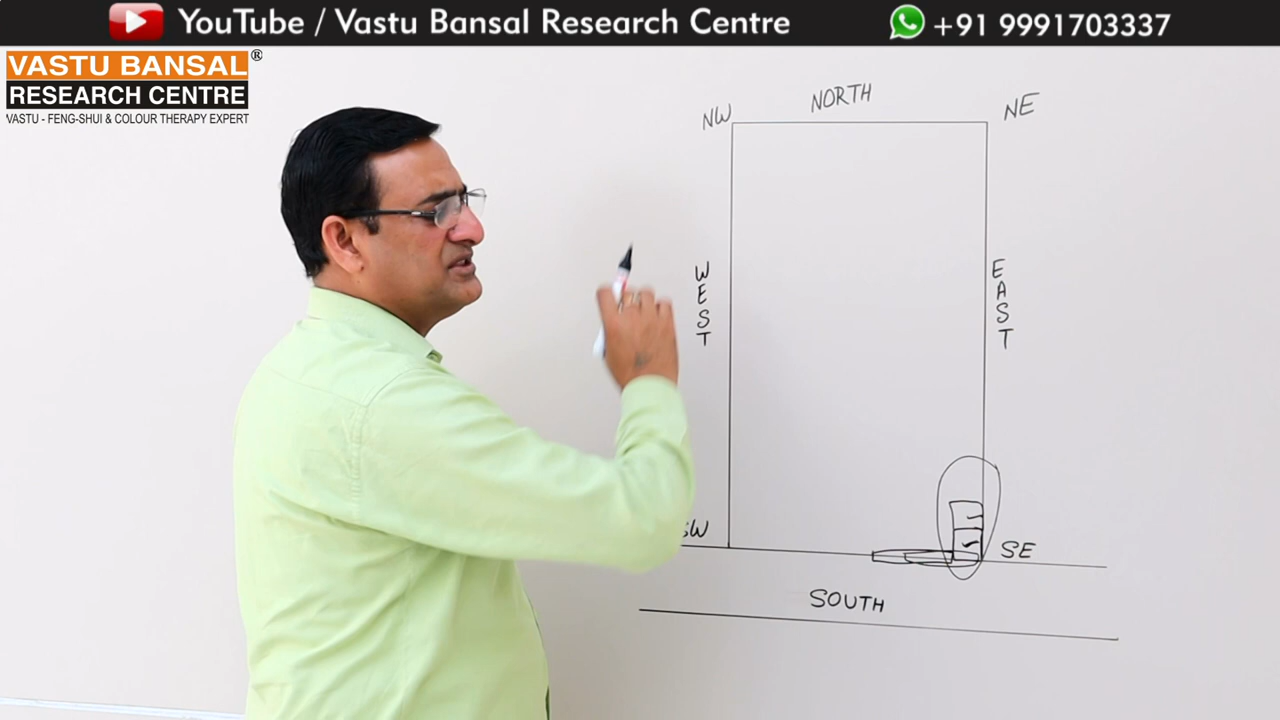 YouTube / Vastu Bansal Research Centre
+91 9991703337
VASTU BANSAL ®
RESEARCH CENTRE
VASTU - FENG-SHUI & COLOUR THERAPY EXPERT
NW
NORTH
NE
WEST
EAST
SW
SE
SOUTH